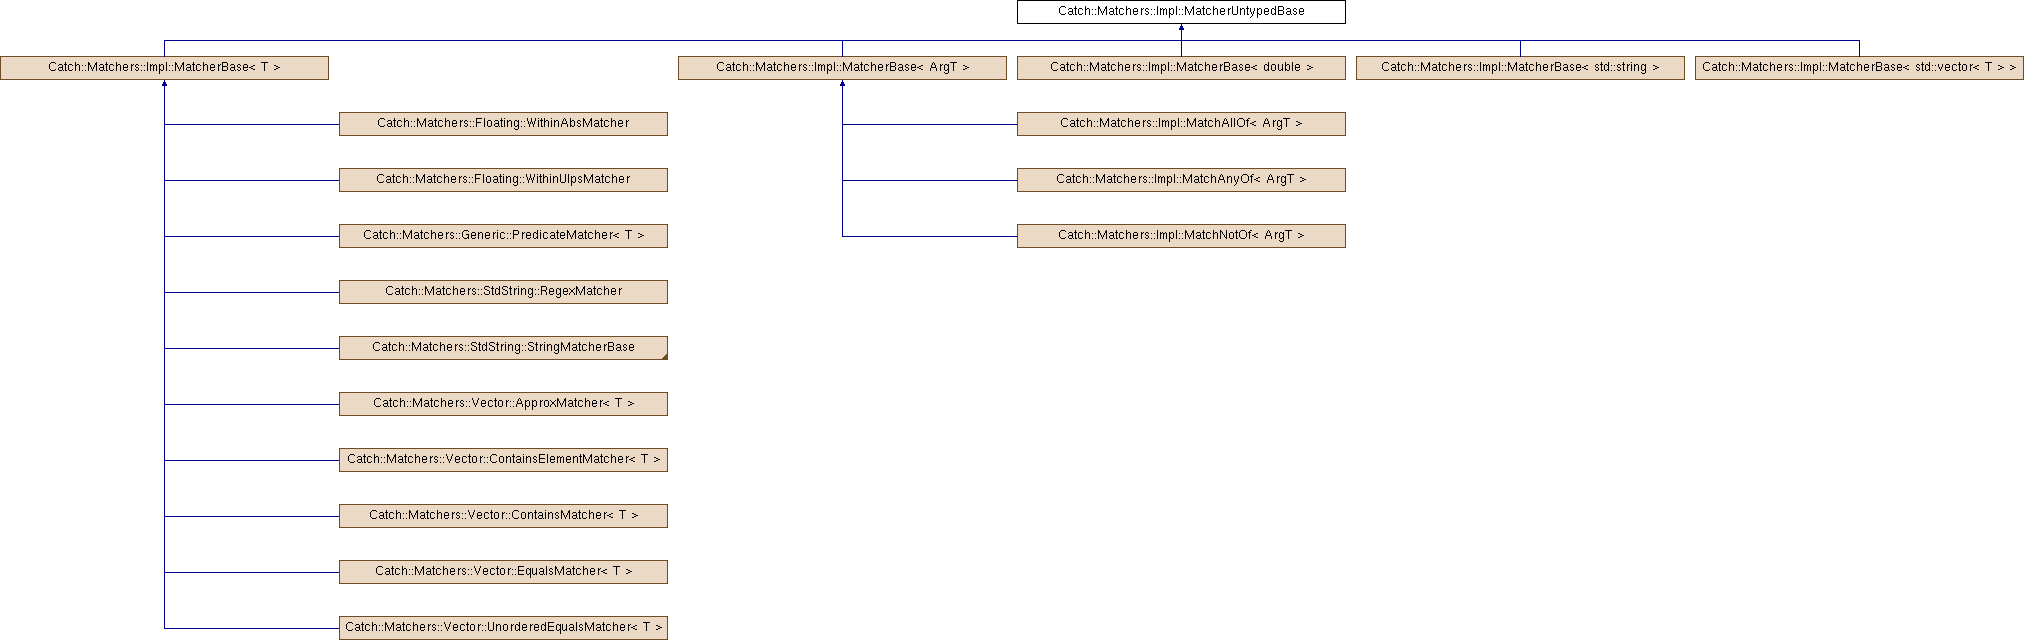 Catch::Matchers::Impl::MatcherUntypedBase
Catch::Matchers::Impl::MatcherBase< T >
Catch::Matchers::Impl::MatcherBase< ArgT >
Catch::Matchers::Impl::MatcherBase< double >
Catch::Matchers::Impl::MatcherBase< std::string >
Catch::Matchers::Impl::MatcherBase< std::vector< T > >
Catch::Matchers::Floating::WithinAbsMatcher
Catch::Matchers::Impl::MatchAllOf< ArgT >
Catch::Matchers::Floating::WithinUlpsMatcher
Catch::Matchers::Impl::MatchAnyOf< ArgT >
Catch::Matchers::Generic::PredicateMatcher< T >
Catch::Matchers::Impl::MatchNotOf< ArgT >
Catch::Matchers::StdString::RegexMatcher
Catch::Matchers::StdString::StringMatcherBase
Catch::Matchers::Vector::ApproxMatcher< T >
Catch::Matchers::Vector::ContainsElementMatcher< T >
Catch::Matchers::Vector::ContainsMatcher< T >
Catch::Matchers::Vector::EqualsMatcher< T >
Catch::Matchers::Vector::UnorderedEqualsMatcher< T >